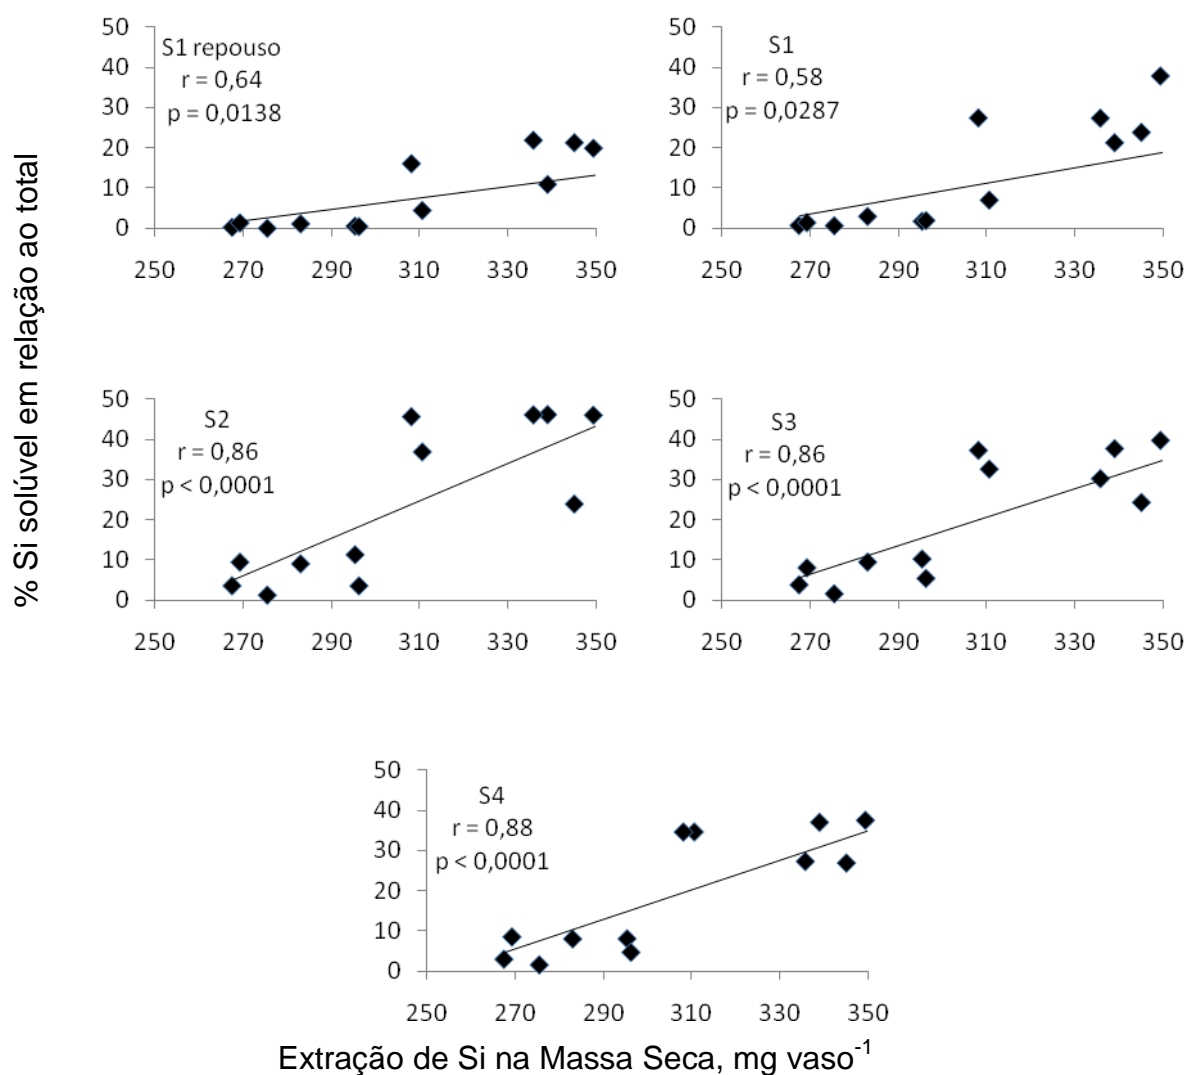 % Si solúvel em relação ao total
50
40
30
20
10
0
S1 repouso
r = 0,64
p = 0,0138
250 270 290 310 330 350
50
40
30
20
10
0
S1
r = 0,58
p = 0,0287
250 270 290 310 330 350
50
40
30
20
10
0
S2
r = 0,86
p < 0,0001
250 270 290 310 330 350
50
40
30
20
10
0
S3
r = 0,86
p < 0,0001
250 270 290 310 330 350
50
40
30
20
10
0
S4
r = 0,88
p < 0,0001
250 270 290 310 330 350
Extração de Si na Massa Seca, mg vaso⁻¹